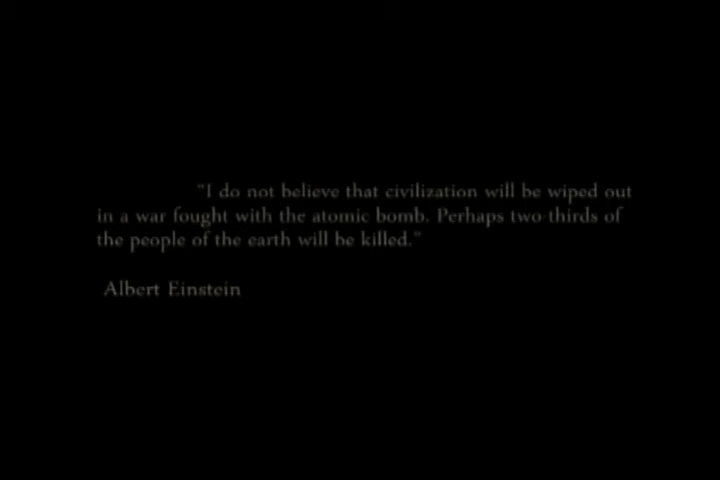 "I do not believe that civilization will be wiped out
in a war fought with the atomic bomb. Perhaps two-thirds of
the people of the earth will be killed."
Albert Einstein